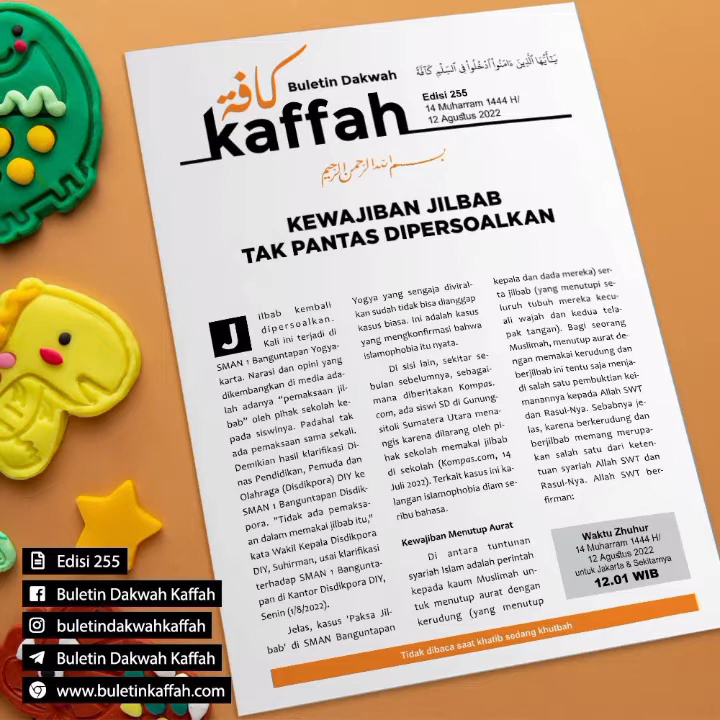 كافة
Buletin Dakwah
kaffah
يَٰٓأَيُّهَا ٱلَّذِينَ ءَامَنُوا۟ ٱدْخُلُوا۟ فِى ٱلسِّلْمِ كَآفَّةً
Edisi 255
14 Muharram 1444 H/
12 Agustus 2022
بسم الله الرحمن الرحيم
KEWAJIBAN JILBAB
TAK PANTAS DIPERSOALKAN
Jilbab kembali
dipersoalkan.
Kali ini terjadi di
SMAN 1 Banguntapan Yogya-
karta. Narasi dan opini yang
dikembangkan di media ada-
lah adanya “pemaksaan jil-
bab” oleh pihak sekolah ke-
pada siswinya. Padahal tak
ada pemaksaan sama sekali.
Demikian hasil klarifikasi Di-
nas Pendidikan, Pemuda dan
Olahraga (Disdikpora) DIY ke
SMAN 1 Banguntapan Disdik-
pora. “Tidak ada pemaksa-
an dalam memakai jilbab itu,”
kata Wakil Kepala Disdikpora
DIY, Suhirman, usai klarifikasi
terhadap SMAN 1 Bangunta-
pan di Kantor Disdikpora DIY,
Senin (1/8/2022).
Jelas, kasus ‘Paksa Jil-
bab’ di SMAN Banguntapan
Yogya yang sengaja diviral-
kan sudah tidak bisa dianggap
kasus biasa. Ini adalah kasus
yang mengkonfirmasi bahwa
islamophobia itu nyata.
Di sisi lain, sekitar se-
bulan sebelumnya, sebagai-
mana diberitakan Kompas.
com, ada siswi SD di Gunung-
sitoli Sumatera Utara mena-
ngis karena dilarang oleh pi-
hak sekolah memakai jilbab
di sekolah (Kompas.com, 14
Juli 2022). Terkait kasus ini ka-
langan islamophobia diam se-
ribu bahasa.
Kewajiban Menutup Aurat
Di antara tuntunan
syariah Islam adalah perintah
kepada kaum Muslimah un-
tuk menutup aurat dengan
kerudung (yang menutup
kepala dan dada mereka) ser-
ta jilbab (yang menutupi se-
luruh tubuh mereka kecu-
ali wajah dan kedua tela-
pak tangan). Bagi seorang
Muslimah, menutup aurat de-
ngan memakai kerudung dan
berjilbab ini tentu saja menja-
di salah satu pembuktian kei-
manannya kepada Allah SWT
dan Rasul-Nya. Sebabnya je-
las, karena berkerudung dan
berjilbab memang merupa-
kan salah satu dari keten-
tuan syariah Allah SWT dan
Rasul-Nya. Allah SWT ber-
firman:
Waktu Zhuhur
14 Muharram 1444 H/
12 Agustus 2022
untuk Jakarta & Sekitarnya
12.01 WIB
Tidak dibaca saat khatib sedang khutbah
Edisi 255
Buletin Dakwah Kaffah
buletindakwahkaffah
Buletin Dakwah Kaffah
www.buletinkaffah.com